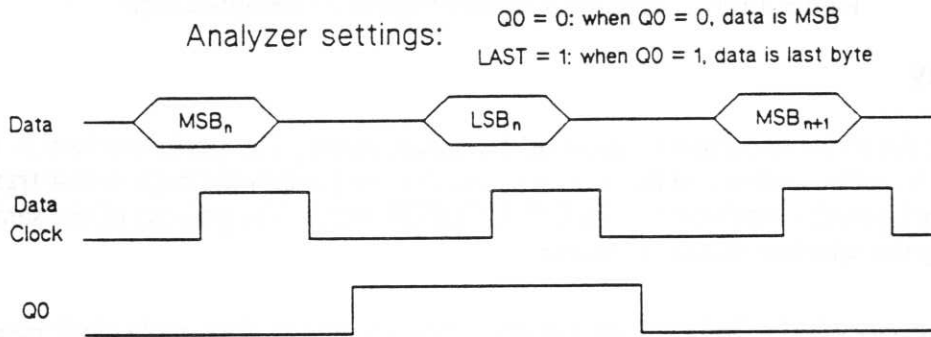 Analyzer settings:
Q0 = 0: when Q0 = 0, data is MSB
LAST = 1: when Q0 = 1, data is last byte
Data
MSBₙ
LSBₙ
MSBₙ₊₁
Data
Clock
Q0